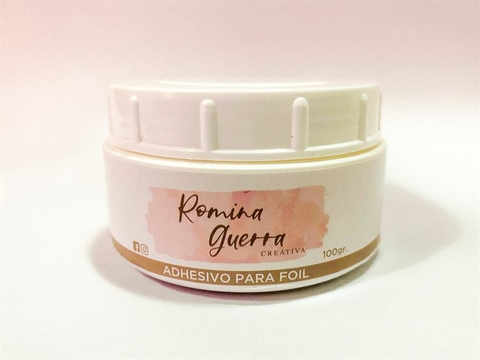 Romina
Guerra
CREATIVA
100gr.
ADHESIVO PARA FOIL